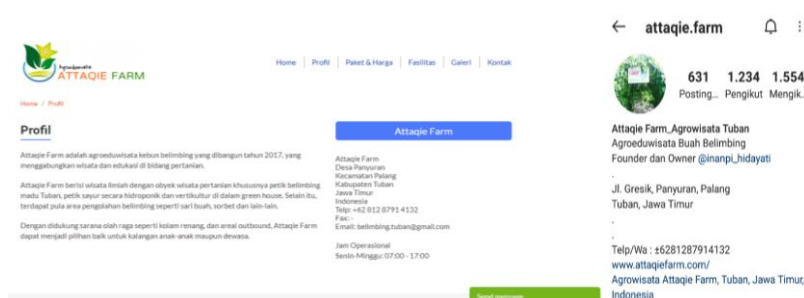 Agroeduwisata
ATTAQIE FARM
Home Profil Paket & Harga Fasilitas Galeri Kontak
Home / Profil
Profil
Attaqie Farm adalah agroeduwisata kebun belimbing yang dibangun tahun 2017, yang
menggabungkan wisata dan edukasi di bidang pertanian.
Attaqie Farm berisi wisata ilmiah dengan obyek wisata pertanian khususnya petik belimbing
madu Tuban, petik sayur secara hidroponik dan vertikultur di dalam green house. Selain itu,
terdapat pula area pengolahan belimbing seperti sari buah, sorbet dan lain-lain.
Dengan didukung sarana olah raga seperti kolam renang, dan areal outbound, Attaqie Farm
dapat menjadi pilihan baik untuk kalangan anak-anak maupun dewasa.
Attaqie Farm
Attaqie Farm
Desa Panyuran
Kecamatan Palang
Kabupaten Tuban
Jawa Timur
Indonesia
Telp: +62 812 8791 4132
Fax: -
Email: belimbing.tuban@gmail.com
Jam Operasional
Senin-Minggu: 07:00 - 17:00
Send message
attaqie.farm
631 1.234 1.554
Posting... Pengikut Mengik..
Attaqie Farm_Agrowisata Tuban
Agroeduwisata Buah Belimbing
Founder dan Owner @inanpi_hidayati
.
Jl. Gresik, Panyuran, Palang
Tuban, Jawa Timur
.
.
Telp/Wa : ±6281287914132
www.attaqiefarm.com/
Agrowisata Attaqie Farm, Tuban, Jawa Timur,
Indonesia